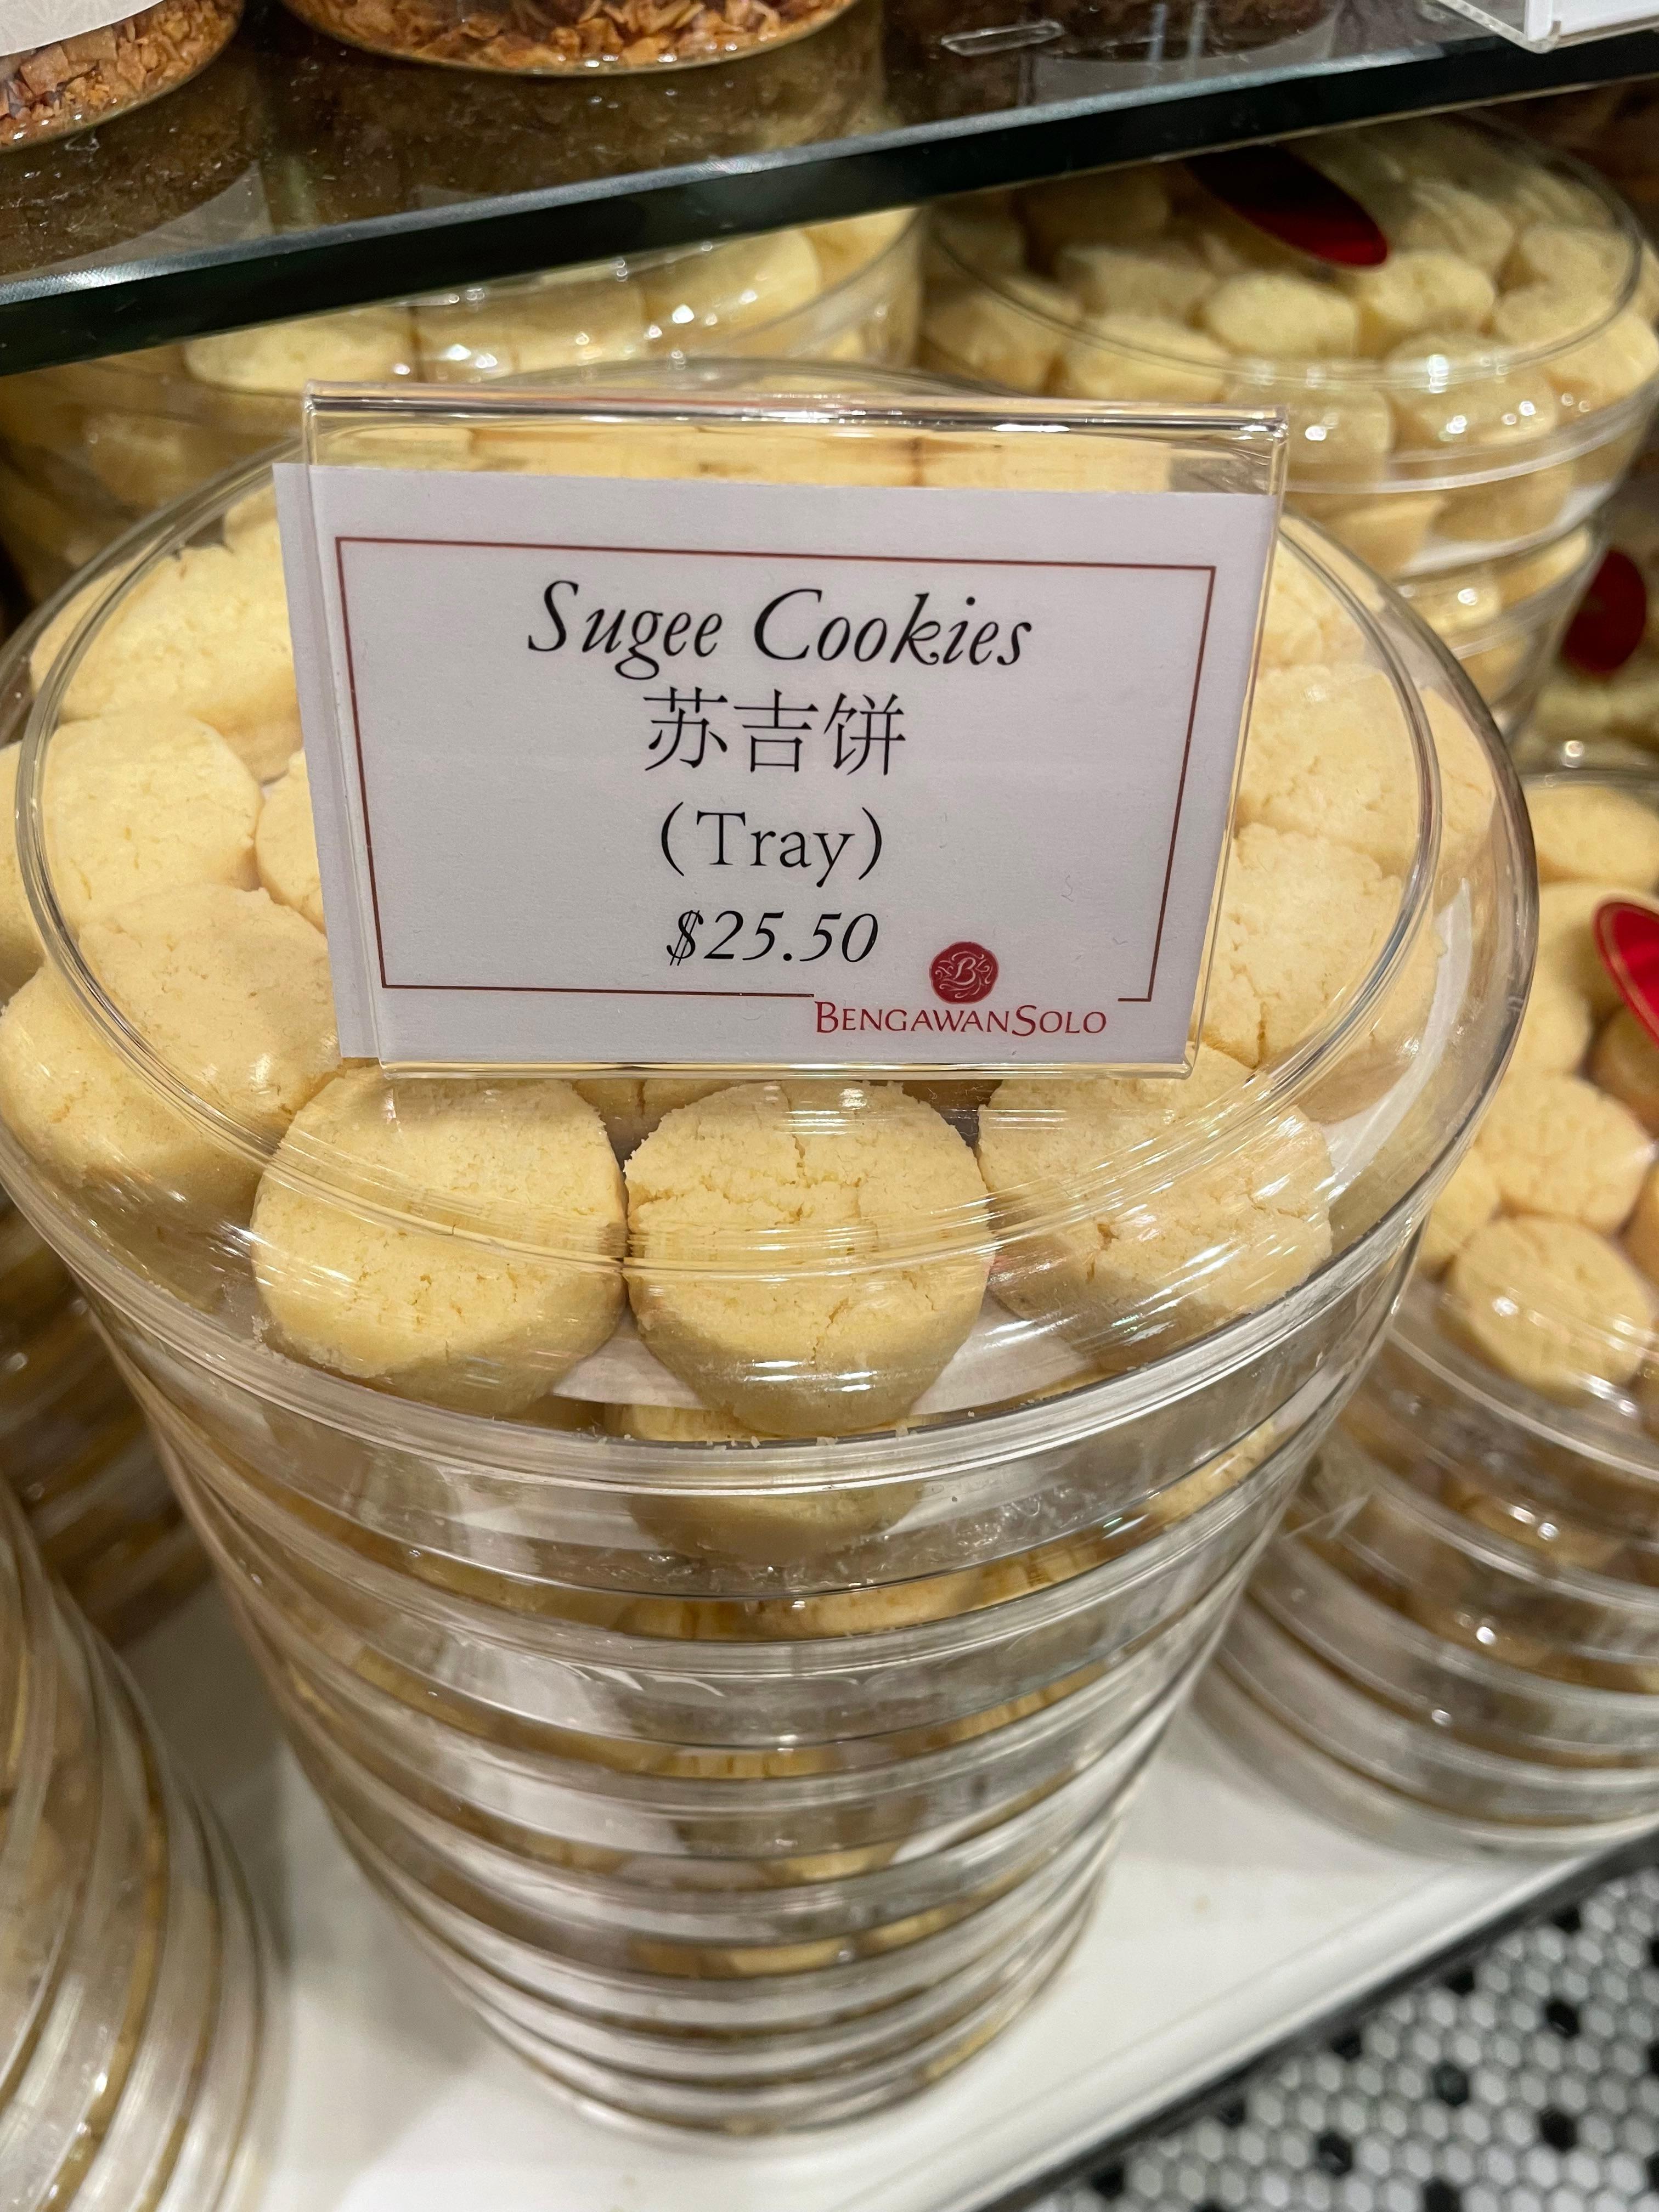 Sugee Cookies
苏吉饼
(Tray)
$25.50
B
BENGAWANSOLO